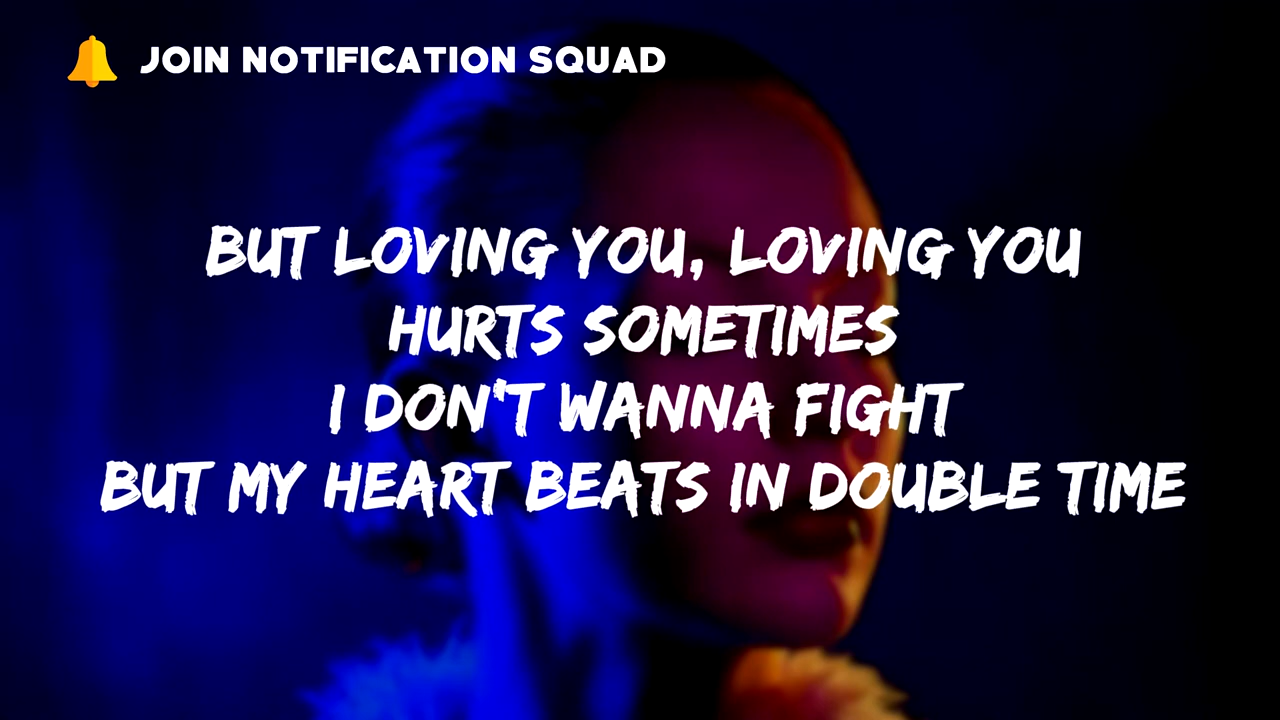 JOIN NOTIFICATION SQUAD
BUT LOVING YOU, LOVING YOU
HURTS SOMETIMES
I DON'T WANNA FIGHT
BUT MY HEART BEATS IN DOUBLE TIME